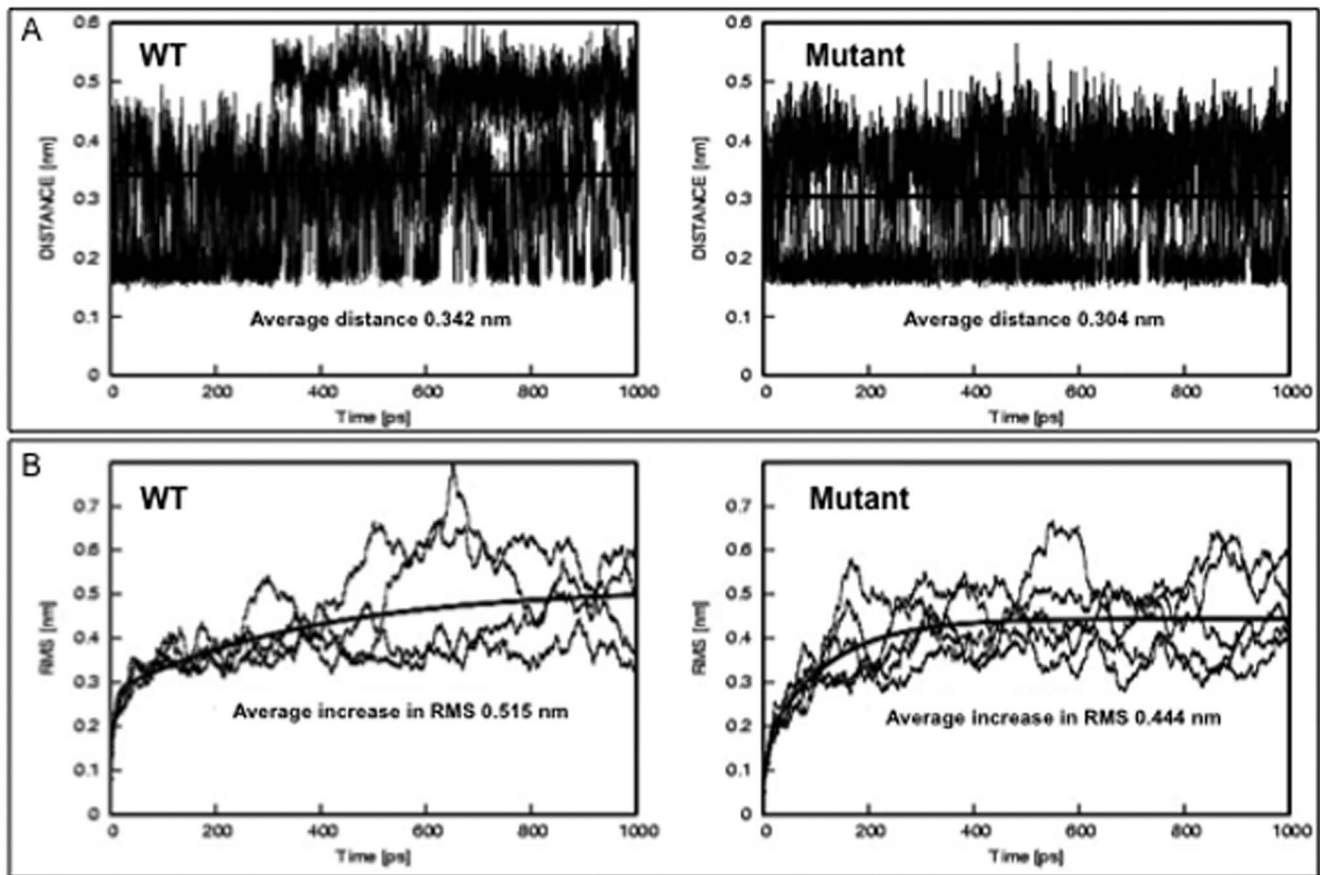 A
WT
Mutant
0.6
0.5
0.4
0.3
0.2
0.1
0
DISTANCE [nm]
Average distance 0.342 nm
0 200 400 600 800 1000
Time [ps]
0.6
0.5
0.4
0.3
0.2
0.1
0
DISTANCE [nm]
Average distance 0.304 nm
0 200 400 600 800 1000
Time [ps]
B
WT
Mutant
0.7
0.6
0.5
0.4
0.3
0.2
0.1
0
RMS [nm]
Average increase in RMS 0.515 nm
0 200 400 600 800 1000
Time [ps]
0.7
0.6
0.5
0.4
0.3
0.2
0.1
0
RMS [nm]
Average increase in RMS 0.444 nm
0 200 400 600 800 1000
Time [ps]